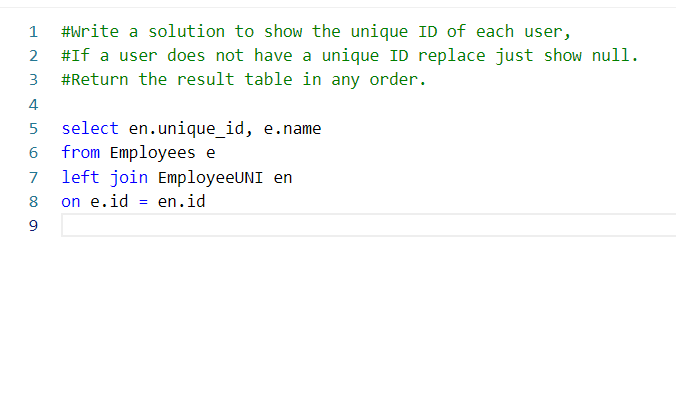 1 #Write a solution to show the unique ID of each user,
2 #If a user does not have a unique ID replace just show null.
3 #Return the result table in any order.
4
5 select en.unique_id, e.name
6 from Employees e
7 left join EmployeeUNI en
8 on e.id = en.id
9